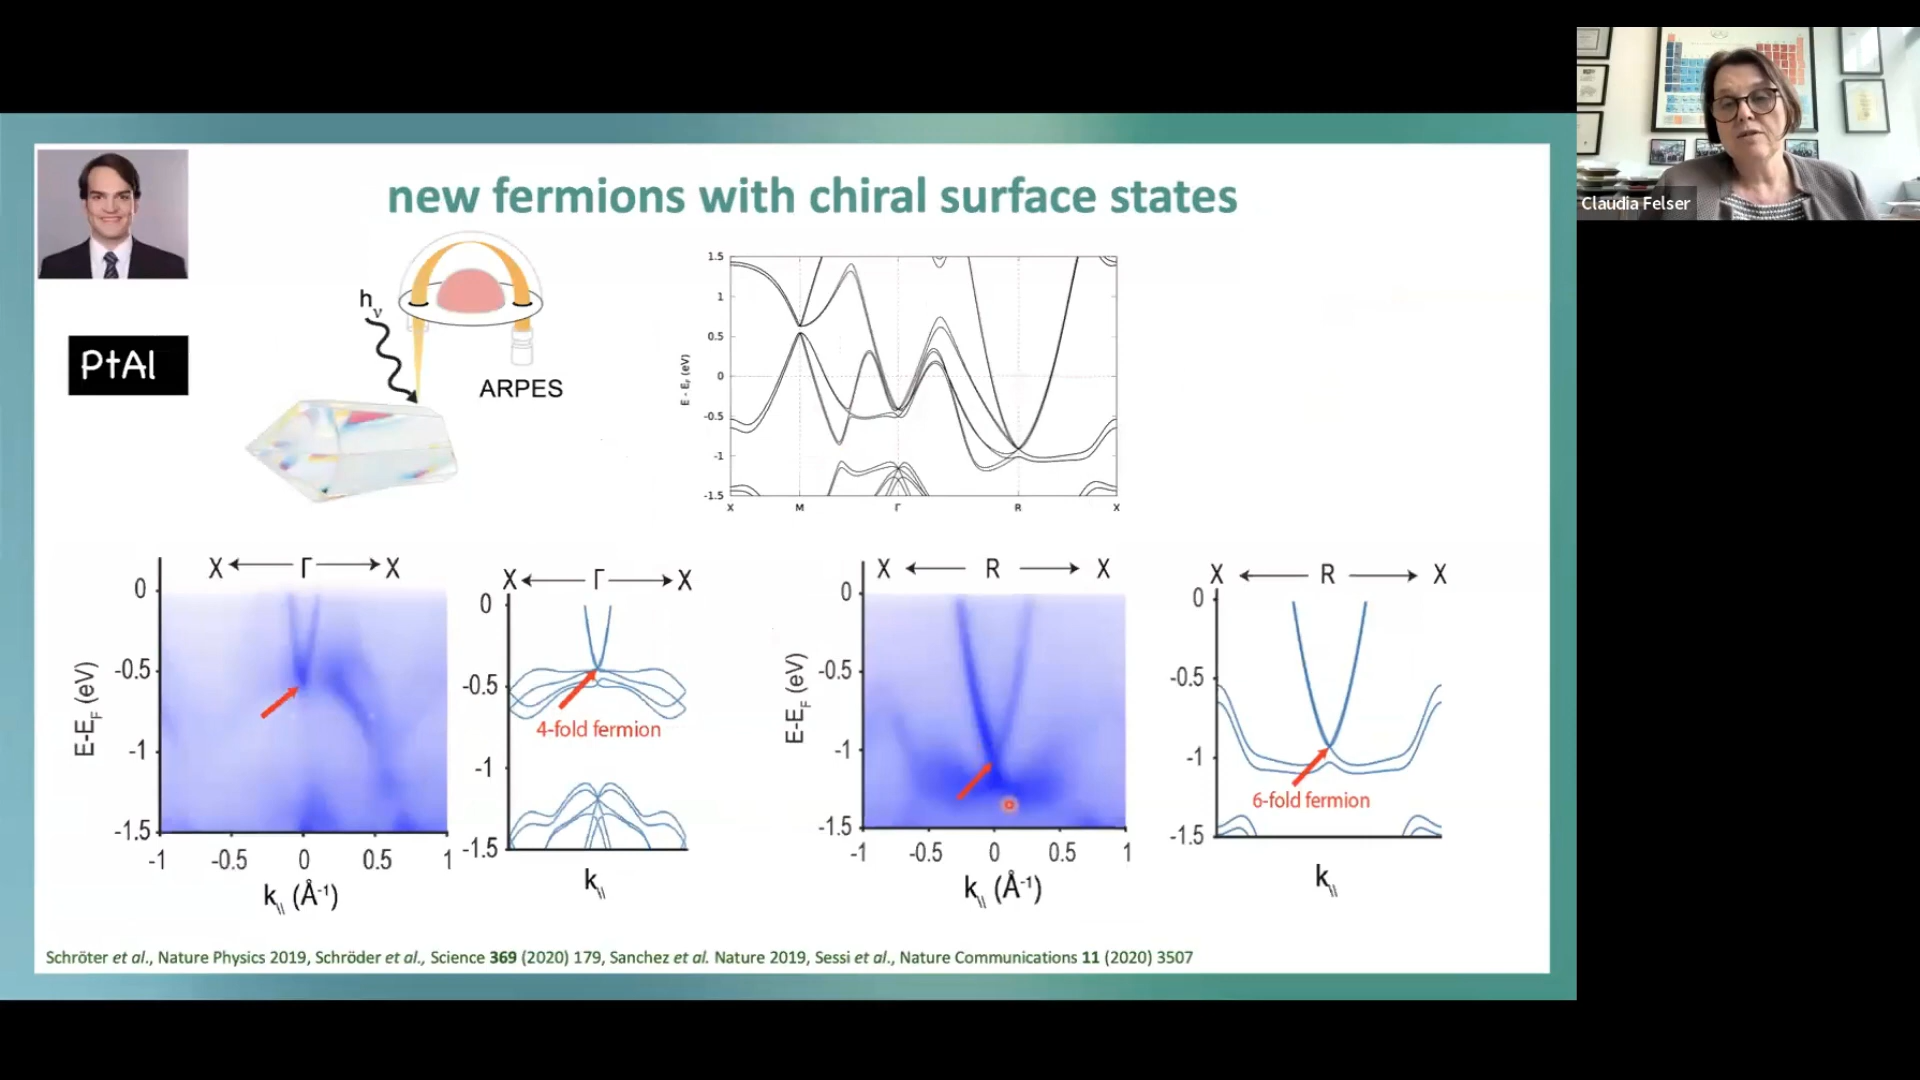 Claudia Felser
new fermions with chiral surface states
PtAl
hν
ARPES
E - E_F (eV)
1.5
1
0.5
0
-0.5
-1
-1.5
X M Γ R X
X ← Γ → X
E-E_F (eV)
0
-0.5
-1
-1.5
-1 -0.5 0 0.5 1
k_|| (Å⁻¹)
X ← Γ → X
0
-0.5
-1
-1.5
4-fold fermion
k_||
X ← R → X
E-E_F (eV)
0
-0.5
-1
-1.5
-1 -0.5 0 0.5 1
k_|| (Å⁻¹)
X ← R → X
0
-0.5
-1
-1.5
6-fold fermion
k_||
Schröter et al., Nature Physics 2019, Schröder et al., Science 369 (2020) 179, Sanchez et al. Nature 2019, Sessi et al., Nature Communications 11 (2020) 3507